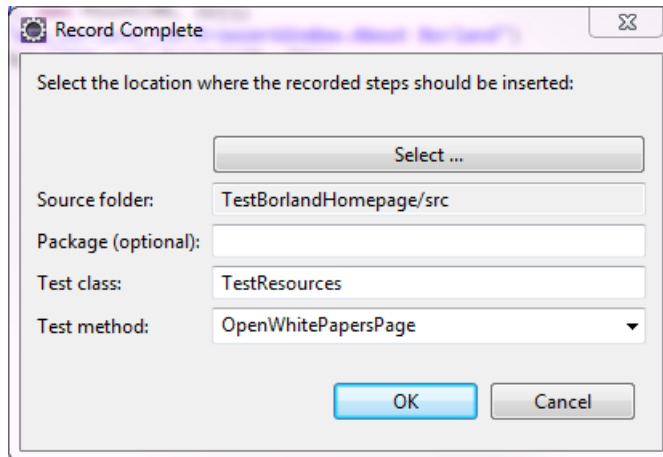 Record Complete
Select the location where the recorded steps should be inserted:
Select ...
Source folder: TestBorlandHomepage/src
Package (optional):
Test class: TestResources
Test method: OpenWhitePapersPage
OK Cancel